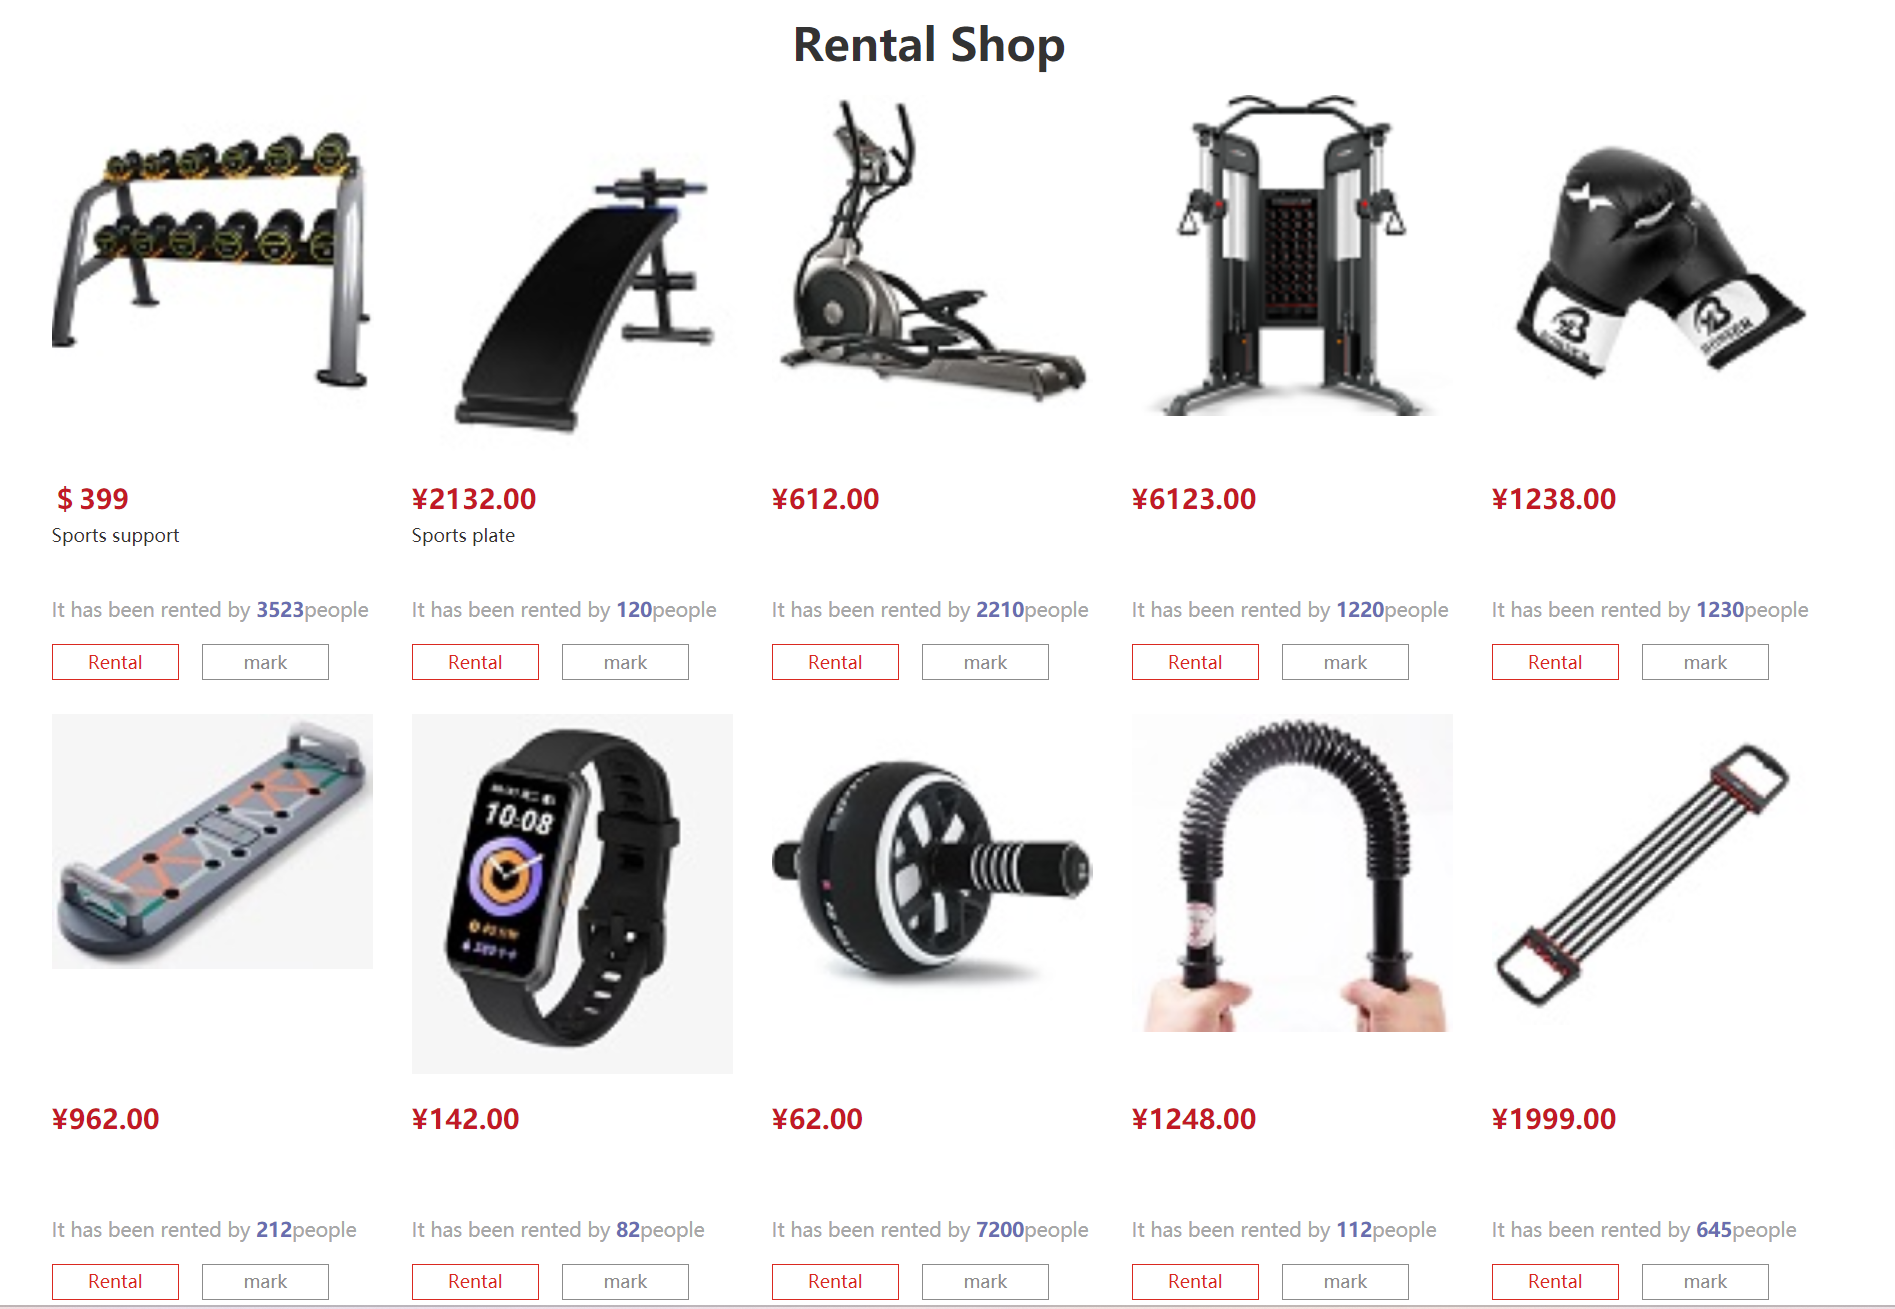 Rental Shop
$ 399
Sports support
It has been rented by 3523people
Rental mark
¥2132.00
Sports plate
It has been rented by 120people
Rental mark
¥612.00
It has been rented by 2210people
Rental mark
¥6123.00
It has been rented by 1220people
Rental mark
¥1238.00
It has been rented by 1230people
Rental mark
¥962.00
It has been rented by 212people
Rental mark
10:08
¥142.00
It has been rented by 82people
Rental mark
¥62.00
It has been rented by 7200people
Rental mark
¥1248.00
It has been rented by 112people
Rental mark
¥1999.00
It has been rented by 645people
Rental mark